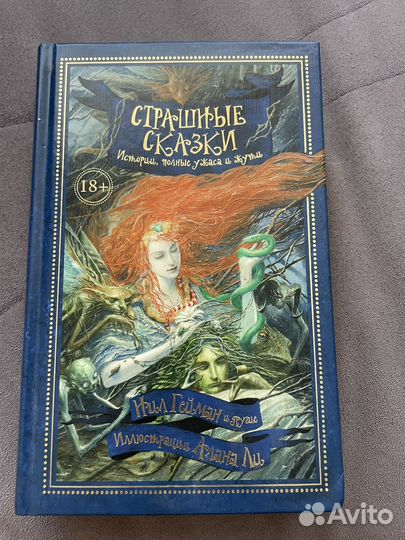 СТРАШНЫЕ
СКАЗКИ
Истории, полные ужаса и жути
18+
Нил Гейман и другие
Иллюстрации Алана Ли
Avito